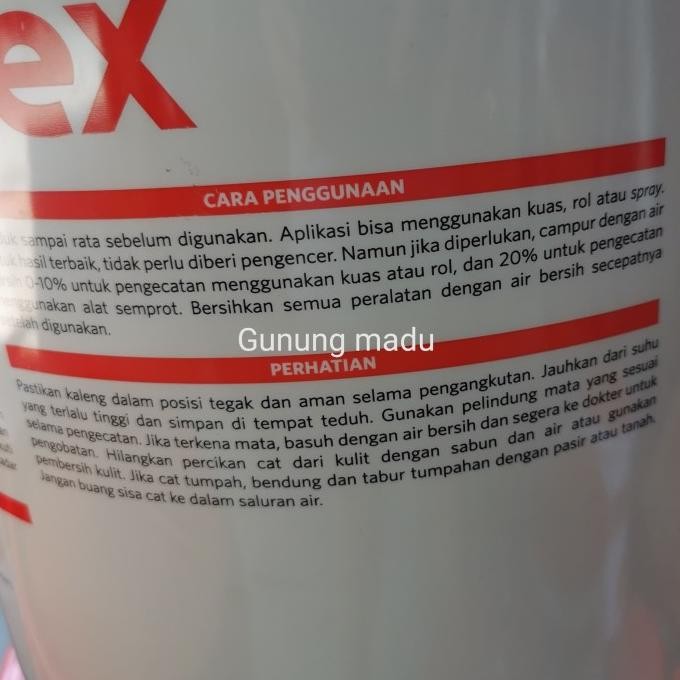 ex
CARA PENGGUNAAN
sampai rata sebelum digunakan. Aplikasi bisa menggunakan kuas, rol atau spray.
hasil terbaik, tidak perlu diberi pengencer. Namun jika diperlukan, campur dengan air
0-10% untuk pengecatan menggunakan kuas atau rol, dan 20% untuk pengecatan
menggunakan alat semprot. Bersihkan semua peralatan dengan air bersih secepatnya
setelah digunakan.
Gunung madu
PERHATIAN
Pastikan kaleng dalam posisi tegak dan aman selama pengangkutan. Jauhkan dari suhu
yang terlalu tinggi dan simpan di tempat teduh. Gunakan pelindung mata yang sesuai
selama pengecatan. Jika terkena mata, basuh dengan air bersih dan segera ke dokter untuk
pengobatan. Hilangkan percikan cat dari kulit dengan sabun dan air atau gunakan
pembersih kulit. Jika cat tumpah, bendung dan tabur tumpahan dengan pasir atau tanah.
Jangan buang sisa cat ke dalam saluran air.